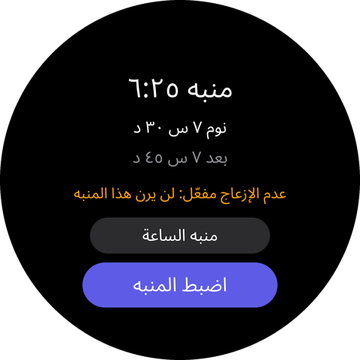 منبه ٦:٢٥
نوم ٧ س ٣٠ د
بعد ٧ س ٤٥ د
عدم الإزعاج مفعّل: لن يرن هذا المنبه
منبه الساعة
اضبط المنبه